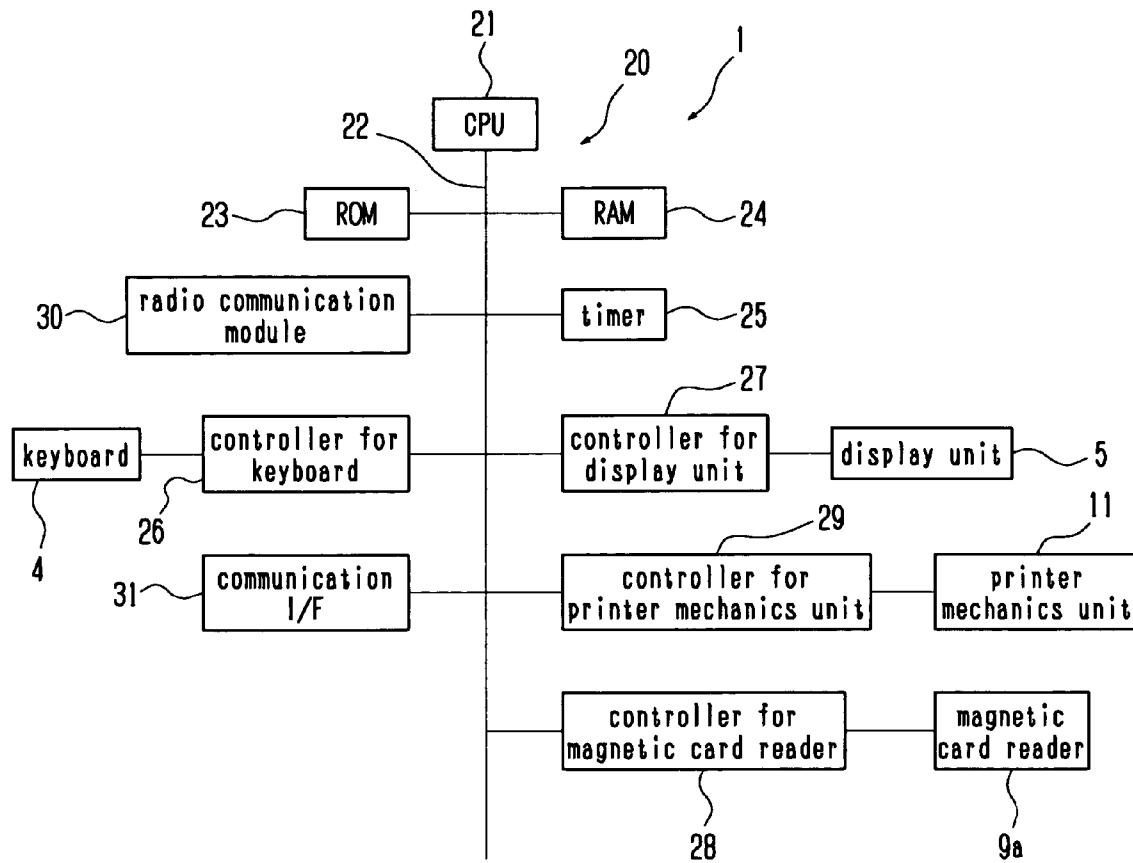 21
1
20
CPU
22
23
ROM
RAM
24
30
radio communication
module
timer
25
27
keyboard
controller for
keyboard
controller for
display unit
display unit
5
4
26
29
11
31
communication
I/F
controller for
printer mechanics unit
printer
mechanics unit
controller for
magnetic card reader
magnetic
card reader
28
9a